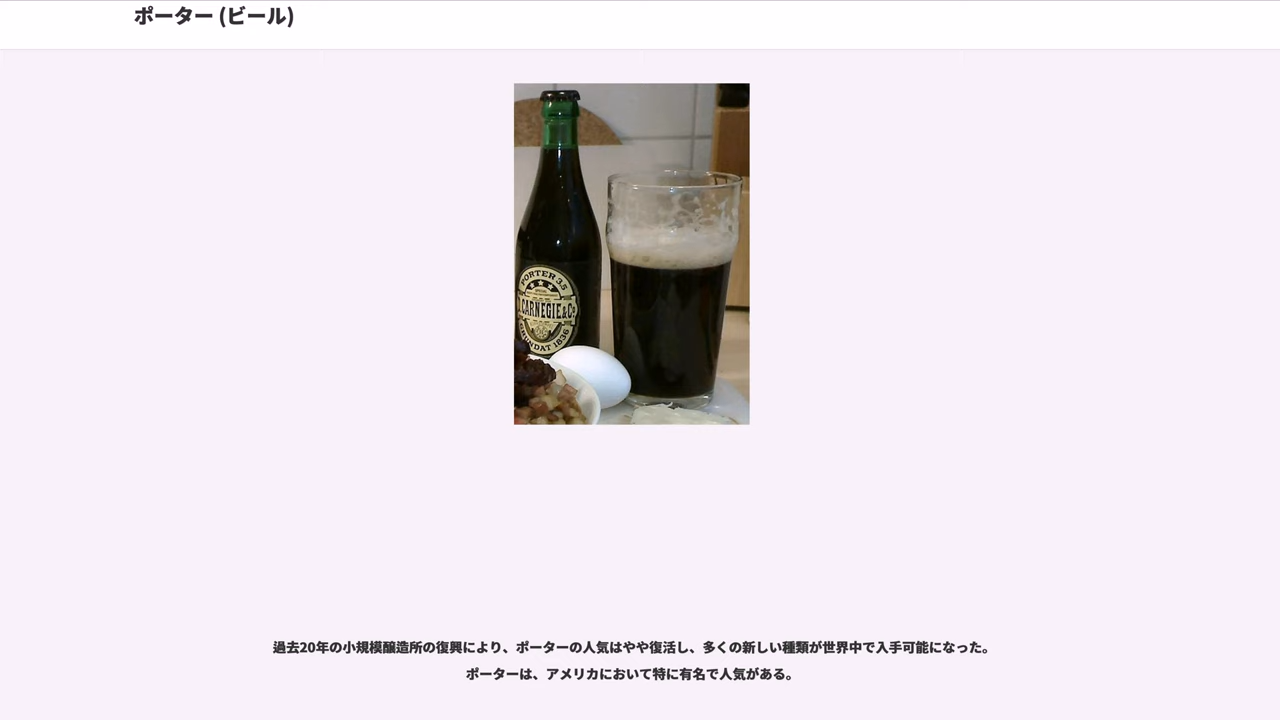 ポーター (ビール)
PORTER 3.5
CARNEGIE & Co
GRUNDAT 1836
過去20年の小規模醸造所の復興により、ポーターの人気はやや復活し、多くの新しい種類が世界中で入手可能になった。
ポーターは、アメリカにおいて特に有名で人気がある。